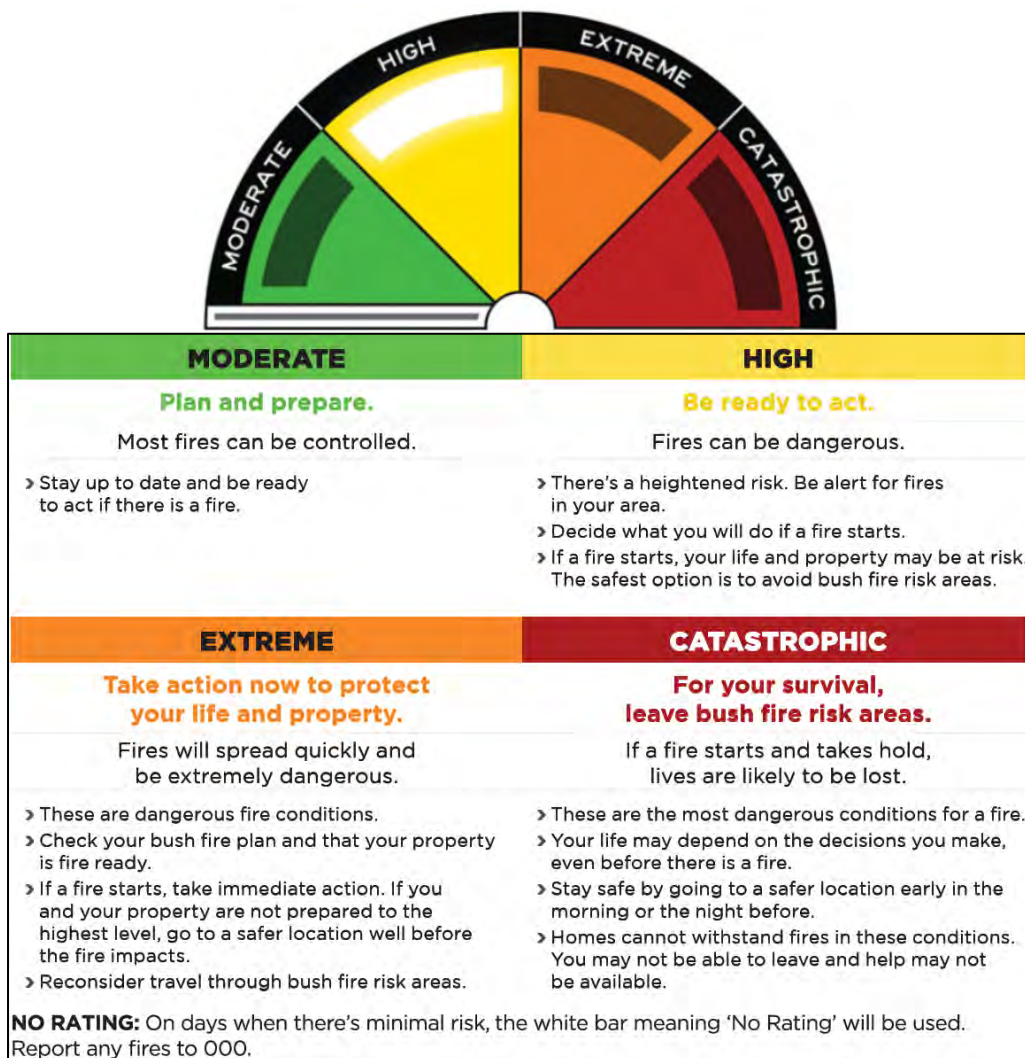 MODERATE
HIGH
EXTREME
CATASTROPHIC
MODERATE
Plan and prepare.
Most fires can be controlled.
› Stay up to date and be ready
to act if there is a fire.
HIGH
Be ready to act.
Fires can be dangerous.
› There's a heightened risk. Be alert for fires
in your area.
› Decide what you will do if a fire starts.
› If a fire starts, your life and property may be at risk.
The safest option is to avoid bush fire risk areas.
EXTREME
Take action now to protect
your life and property.
Fires will spread quickly and
be extremely dangerous.
› These are dangerous fire conditions.
› Check your bush fire plan and that your property
is fire ready.
› If a fire starts, take immediate action. If you
and your property are not prepared to the
highest level, go to a safer location well before
the fire impacts.
› Reconsider travel through bush fire risk areas.
CATASTROPHIC
For your survival,
leave bush fire risk areas.
If a fire starts and takes hold,
lives are likely to be lost.
› These are the most dangerous conditions for a fire.
› Your life may depend on the decisions you make,
even before there is a fire.
› Stay safe by going to a safer location early in the
morning or the night before.
› Homes cannot withstand fires in these conditions.
You may not be able to leave and help may not
be available.
NO RATING: On days when there's minimal risk, the white bar meaning 'No Rating' will be used.
Report any fires to 000.